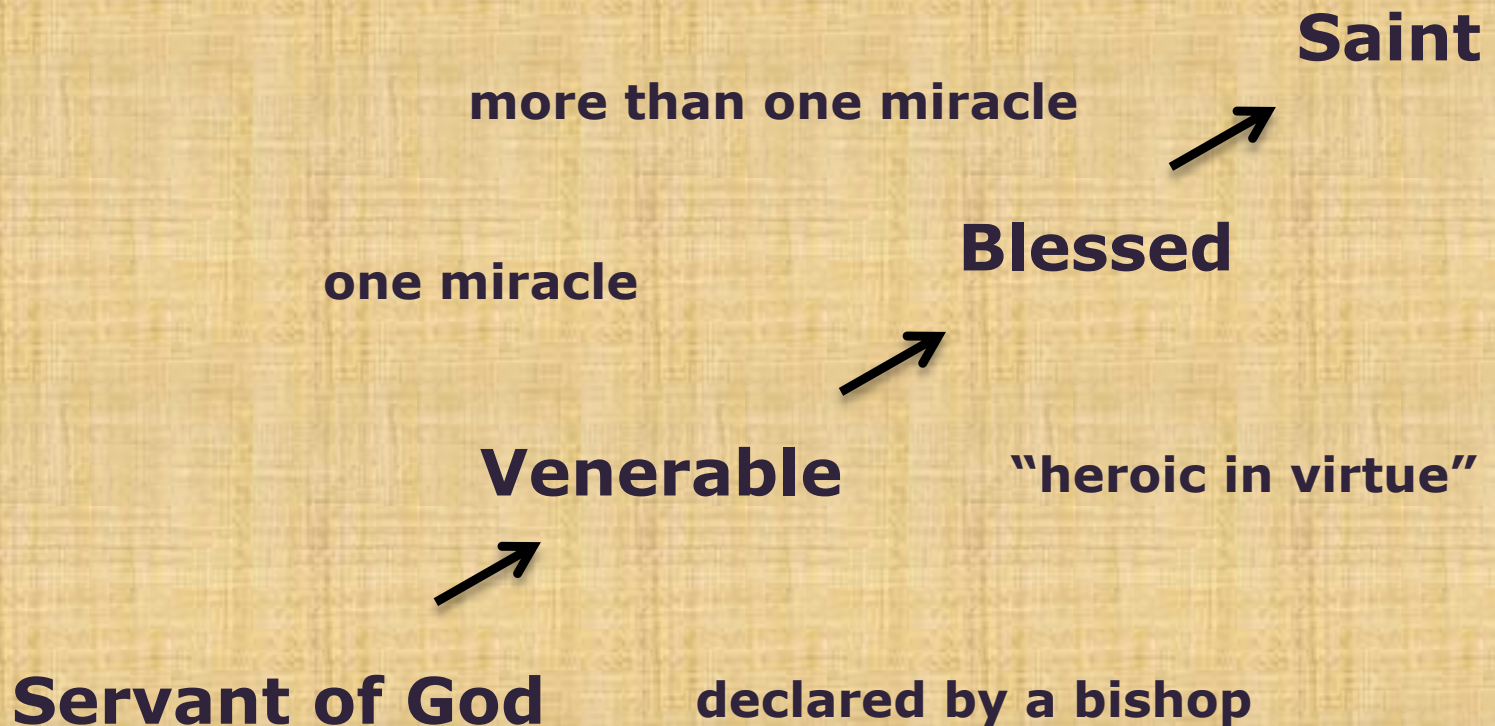 Saint
more than one miracle
Blessed
one miracle
Venerable “heroic in virtue”
Servant of God declared by a bishop